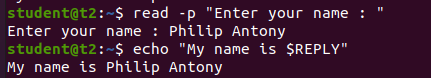 student@t2:~$ read -p "Enter your name : "
Enter your name : Philip Antony
student@t2:~$ echo "My name is $REPLY"
My name is Philip Antony